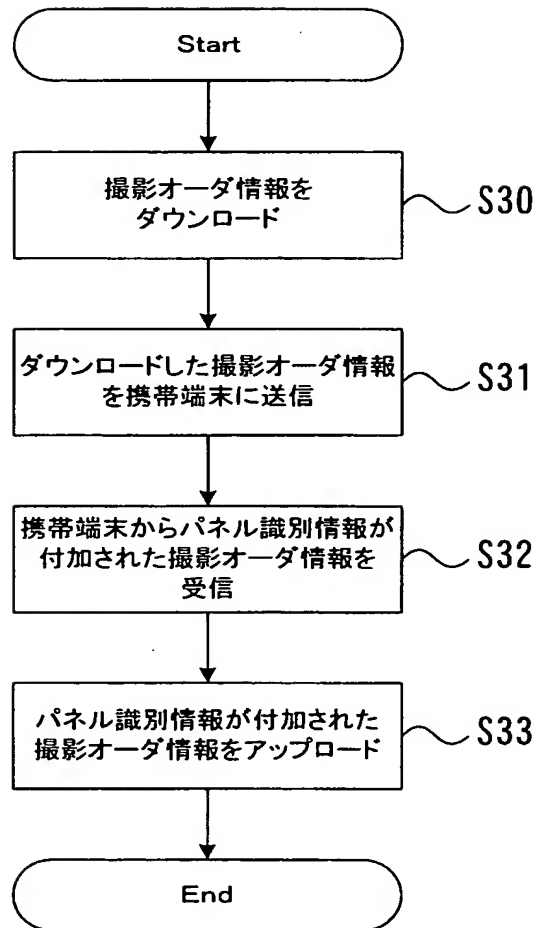 Start
撮影オーダ情報を
ダウンロード
S30
ダウンロードした撮影オーダ情報
を携帯端末に送信
S31
携帯端末からパネル識別情報が
付加された撮影オーダ情報を
受信
S32
パネル識別情報が付加された
撮影オーダ情報をアップロード
S33
End